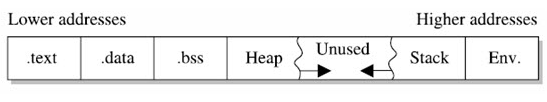 Lower addresses Higher addresses
.text .data .bss Heap Unused Stack Env.